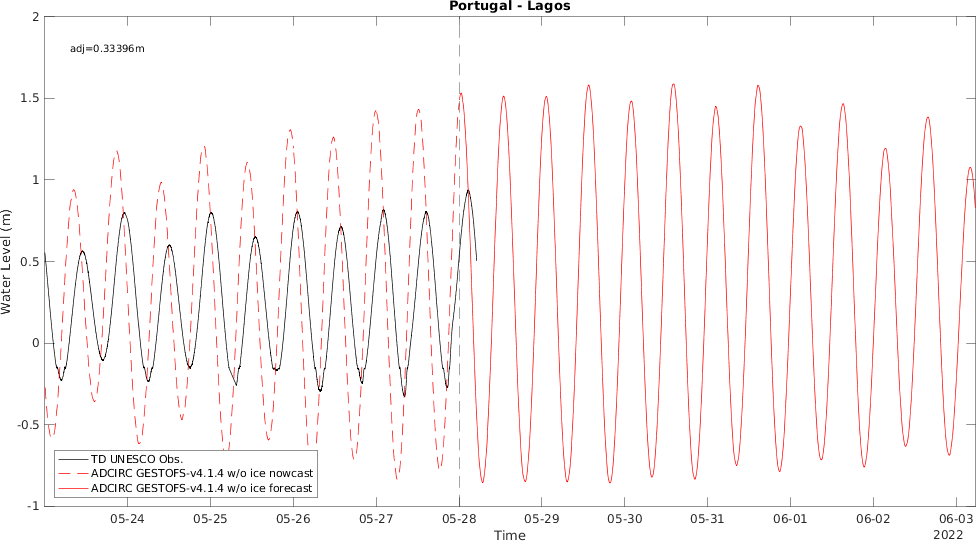 Portugal - Lagos
adj=0.33396m
Water Level (m)
2
1.5
1
0.5
0
-0.5
-1
TD UNESCO Obs.
ADCIRC GESTOFS-v4.1.4 w/o ice nowcast
ADCIRC GESTOFS-v4.1.4 w/o ice forecast
05-24 05-25 05-26 05-27 05-28 05-29 05-30 05-31 06-01 06-02 06-03
Time
2022